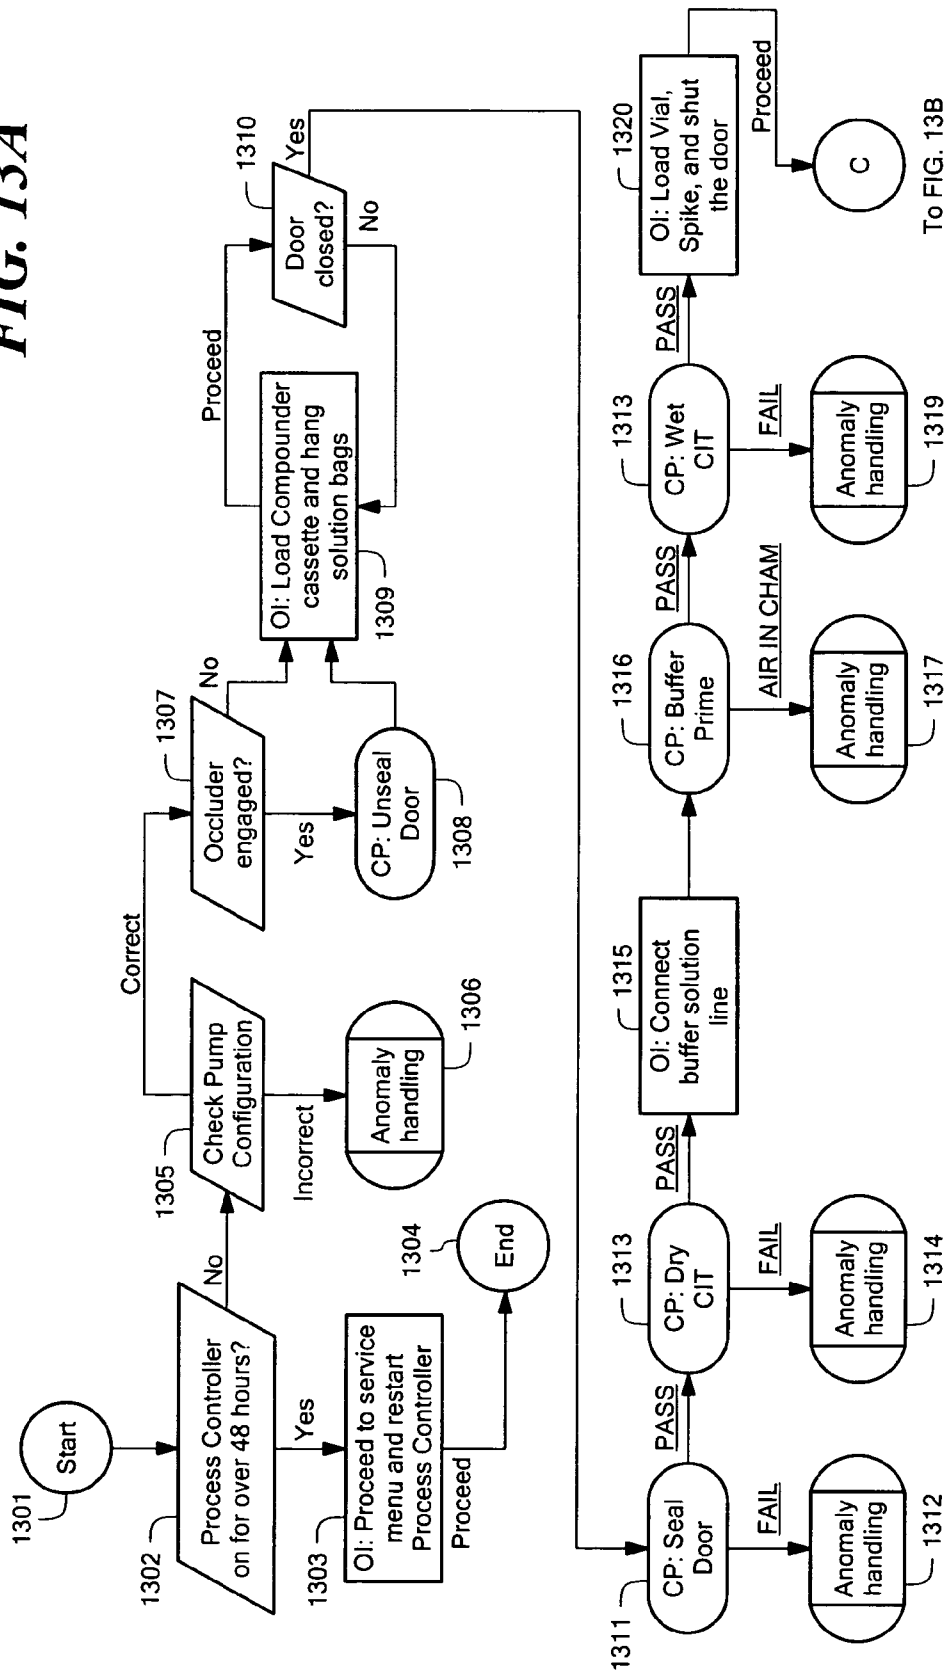 FIG. 13A
1301
Start
1302
Process Controller
on for over 48 hours?
No
Yes
1303
OI: Proceed to service
menu and restart
Process Controller
Proceed
1304
End
1305
Check Pump
Configuration
Correct
Incorrect
Anomaly
handling
1306
1307
Occluder
engaged?
No
Yes
CP: Unseal
Door
1308
OI: Load Compounder
cassette and hang
solution bags
1309
Proceed
1310
Door
closed?
Yes
No
1311
CP: Seal
Door
PASS
FAIL
Anomaly
handling
1312
1313
CP: Dry
CIT
PASS
FAIL
Anomaly
handling
1314
1315
OI: Connect
buffer solution
line
1316
CP: Buffer
Prime
PASS
AIR IN CHAM
Anomaly
handling
1317
1313
CP: Wet
CIT
PASS
FAIL
Anomaly
handling
1319
1320
OI: Load Vial,
Spike, and shut
the door
Proceed
C
To FIG. 13B